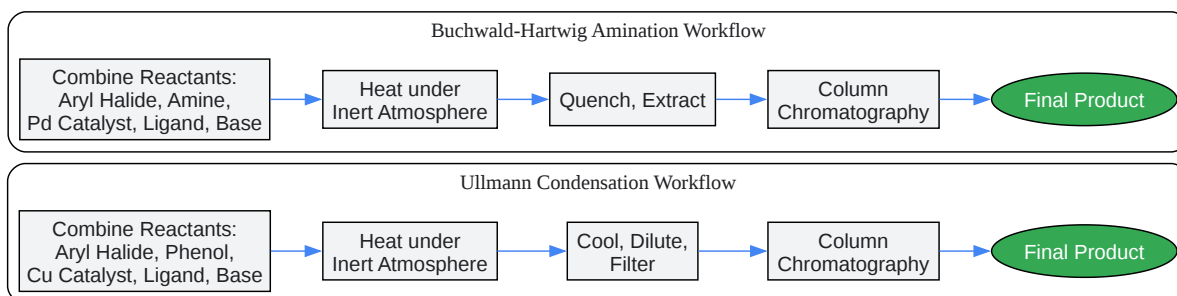 Buchwald-Hartwig Amination Workflow
Combine Reactants:
Aryl Halide, Amine,
Pd Catalyst, Ligand, Base
Heat under
Inert Atmosphere
Quench, Extract
Column
Chromatography
Final Product
Ullmann Condensation Workflow
Combine Reactants:
Aryl Halide, Phenol,
Cu Catalyst, Ligand, Base
Heat under
Inert Atmosphere
Cool, Dilute,
Filter
Column
Chromatography
Final Product